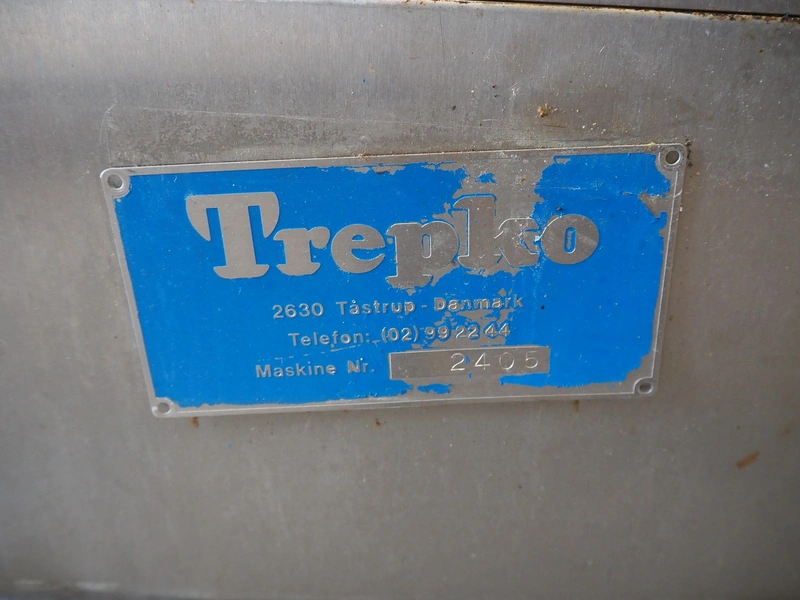 Trepko
2630 Tåstrup - Danmark
Telefon: (02) 99 22 44
Maskine Nr. 2405